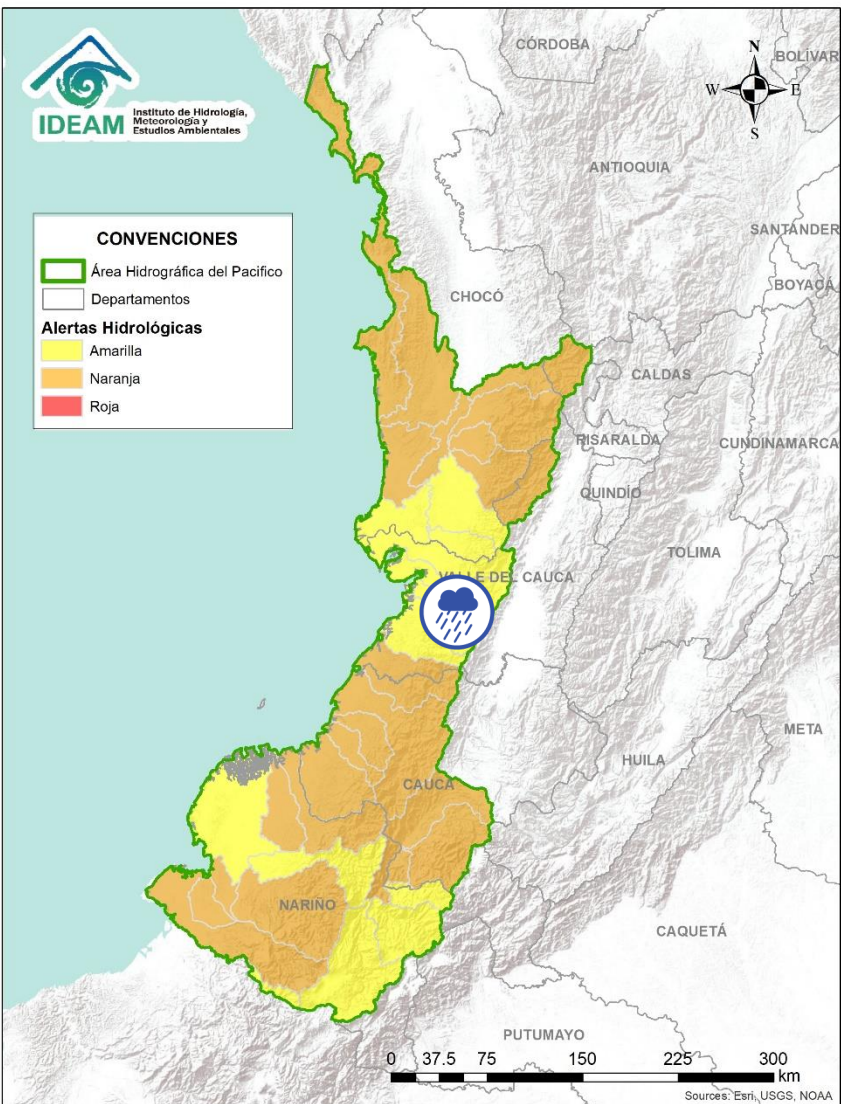 IDEAM
Instituto de Hidrología,
Meteorología y
Estudios Ambientales
N
W
E
S
CÓRDOBA
BOLÍVAR
ANTIOQUIA
SANTANDER
BOYACÁ
CHOCÓ
CALDAS
RISARALDA
CUNDINAMARCA
QUINDÍO
TOLIMA
VALLE DEL CAUCA
META
HUILA
CAUCA
NARIÑO
CAQUETÁ
PUTUMAYO
CONVENCIONES
Área Hidrográfica del Pacifico
Departamentos
Alertas Hidrológicas
Amarilla
Naranja
Roja
0 37.5 75 150 225 300
km
Sources: Esri, USGS, NOAA